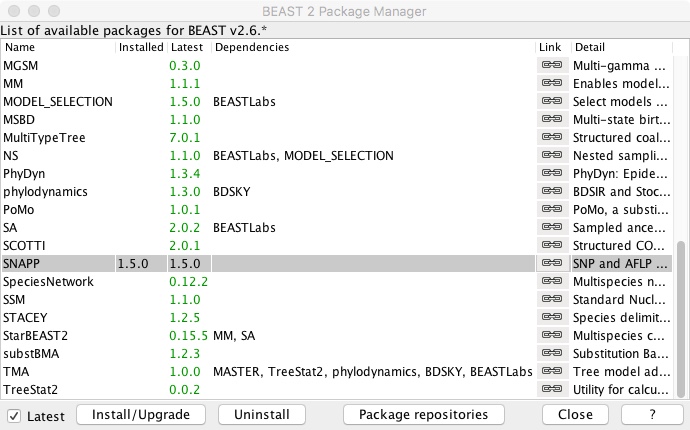 BEAST 2 Package Manager
List of available packages for BEAST v2.6.*
Name Installed Latest Dependencies Link Detail
MGSM 0.3.0 Multi-gamma ...
MM 1.1.1 Enables model...
MODEL_SELECTION 1.5.0 BEASTLabs Select models ...
MSBD 1.1.0 Multi-state birt...
MultiTypeTree 7.0.1 Structured coal...
NS 1.1.0 BEASTLabs, MODEL_SELECTION Nested sampli...
PhyDyn 1.3.4 PhyDyn: Epide...
phylodynamics 1.3.0 BDSKY BDSIR and Stoc...
PoMo 1.0.1 PoMo, a substi...
SA 2.0.2 BEASTLabs Sampled ance...
SCOTTI 2.0.1 Structured CO...
SNAPP 1.5.0 1.5.0 SNP and AFLP ...
SpeciesNetwork 0.12.2 Multispecies n...
SSM 1.1.0 Standard Nucl...
STACEY 1.2.5 Species delimit...
StarBEAST2 0.15.5 MM, SA Multispecies c...
substBMA 1.2.3 Substitution Ba...
TMA 1.0.0 MASTER, TreeStat2, phylodynamics, BDSKY, BEASTLabs Tree model ad...
TreeStat2 0.0.2 Utility for calcu...
Latest Install/Upgrade Uninstall Package repositories Close ?